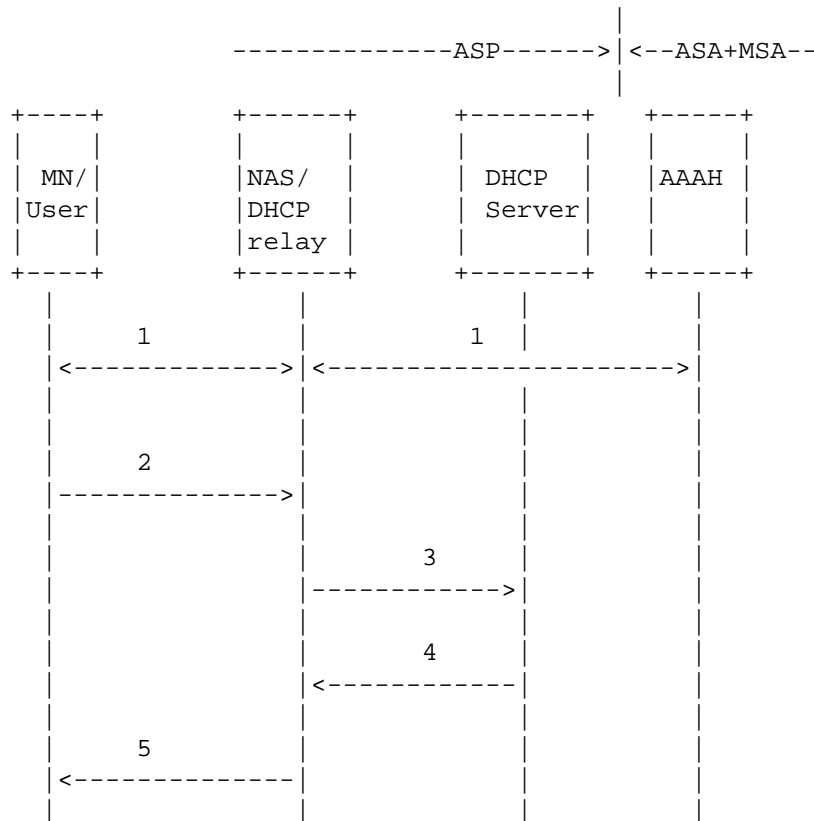 ASP ASA+MSA
MN/ NAS/ DHCP AAAH
User DHCP Server
relay
1 1
2
3
4
5